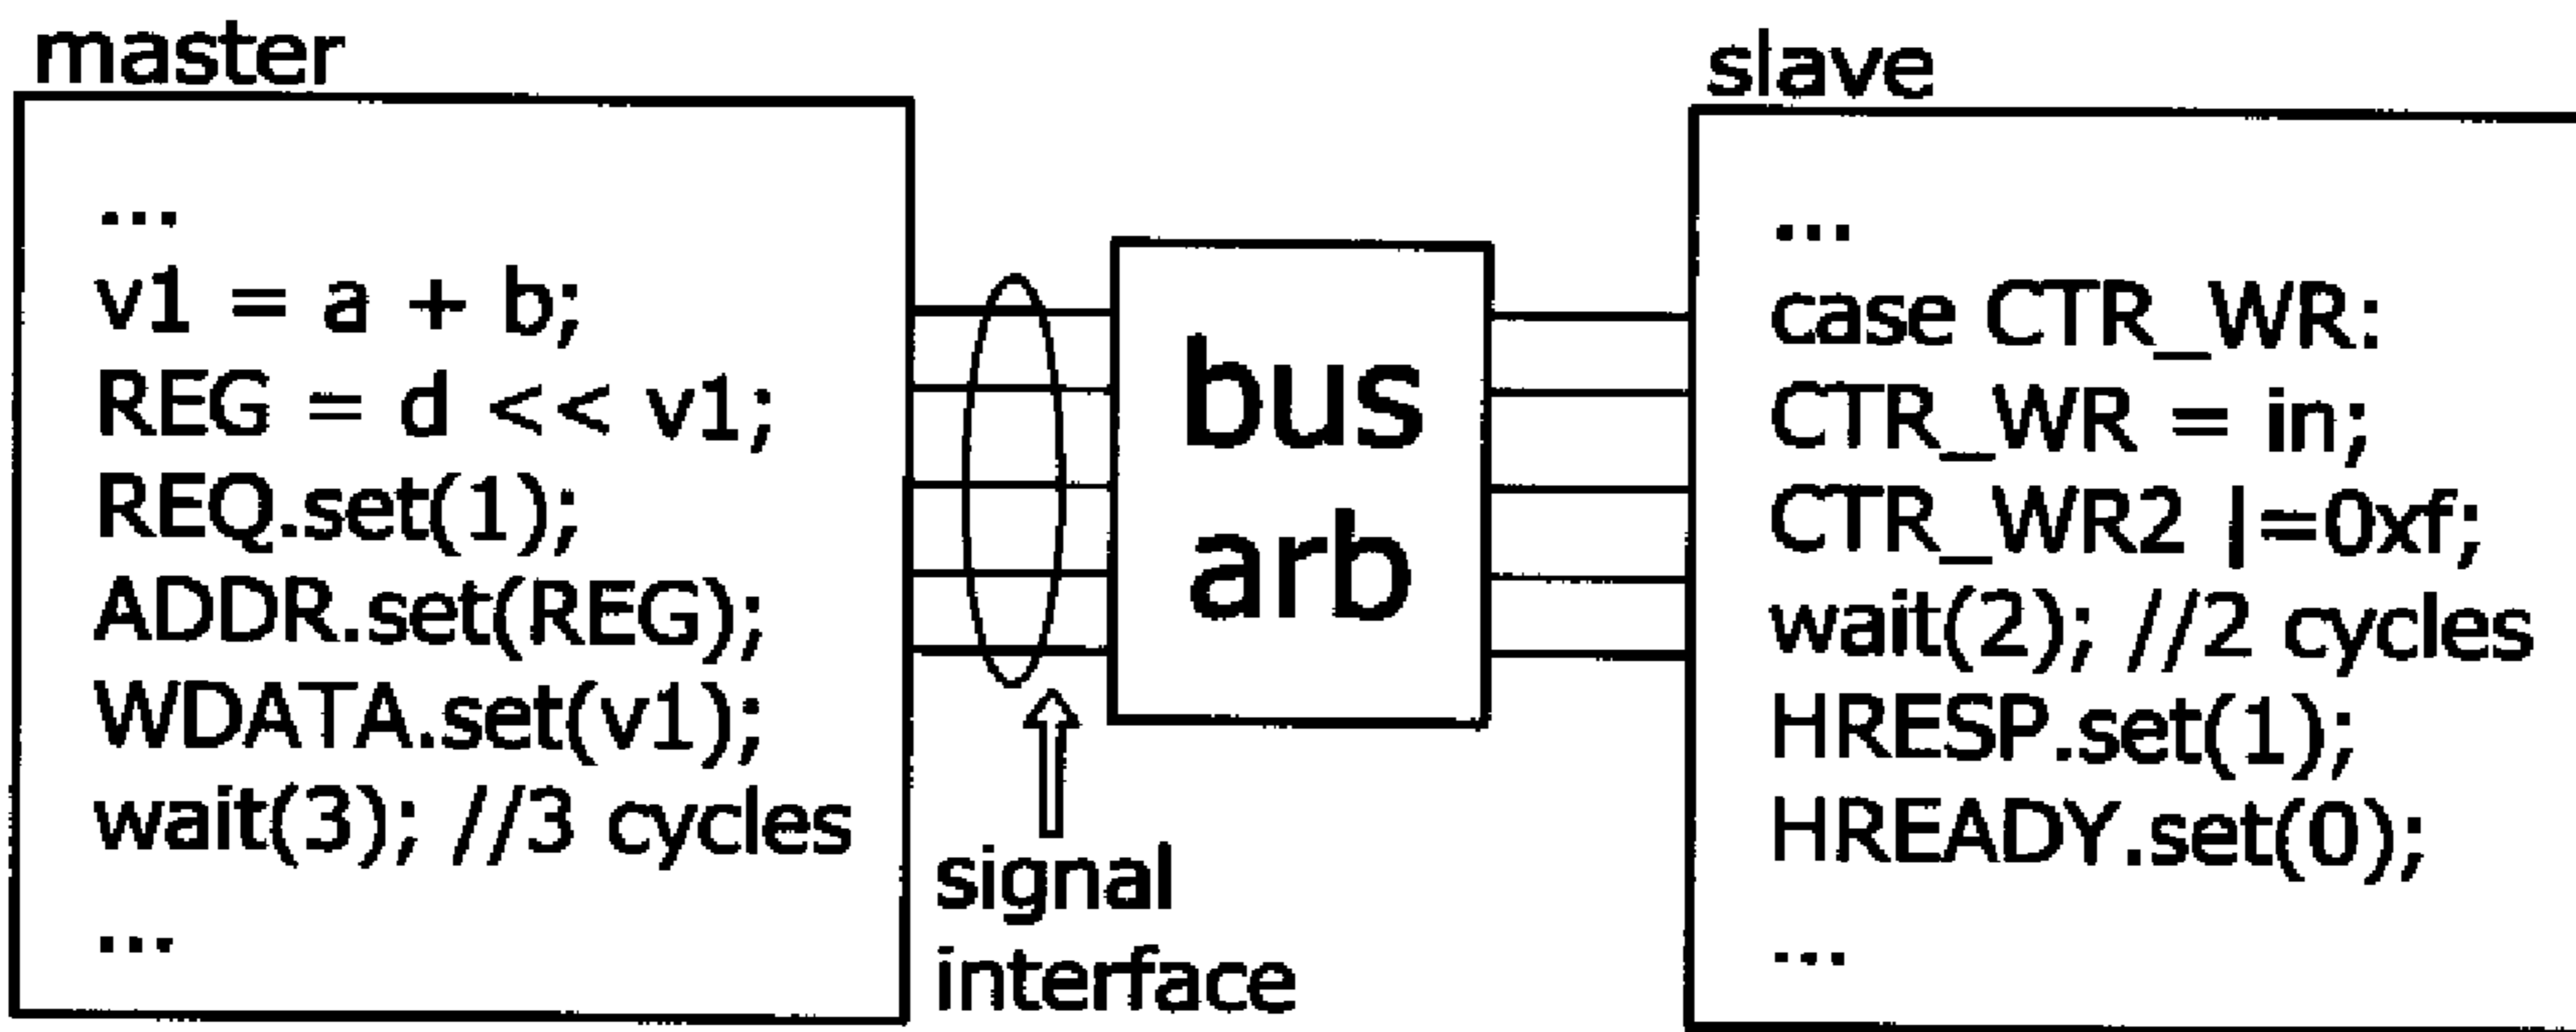 master
...
v1 = a + b;
REG = d << v1;
REQ.set(1);
ADDR.set(REG);
WDATA.set(v1);
wait(3); //3 cycles
...
signal
interface
bus
arb
slave
...
case CTR_WR:
CTR_WR = in;
CTR_WR2 |=0xf;
wait(2); //2 cycles
HRESP.set(1);
HREADY.set(0);
...